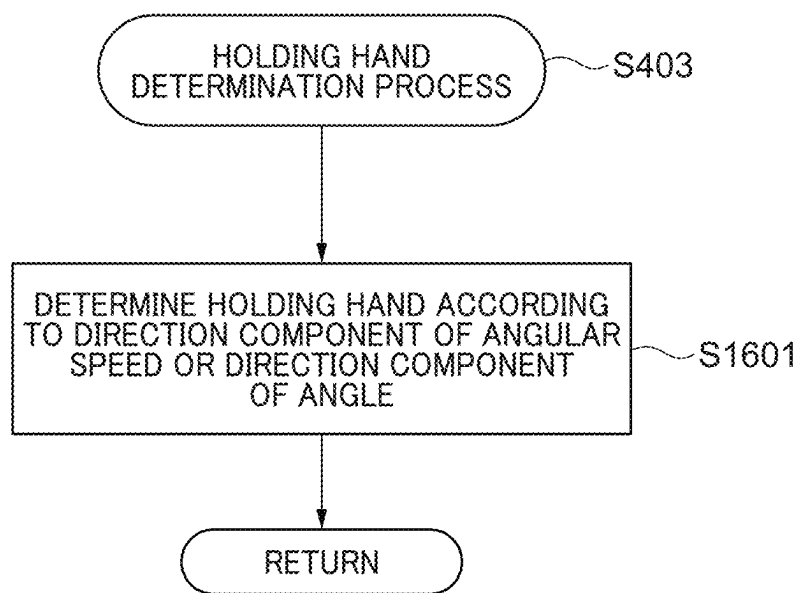 HOLDING HAND
DETERMINATION PROCESS
S403
DETERMINE HOLDING HAND ACCORDING
TO DIRECTION COMPONENT OF ANGULAR
SPEED OR DIRECTION COMPONENT
OF ANGLE
S1601
RETURN